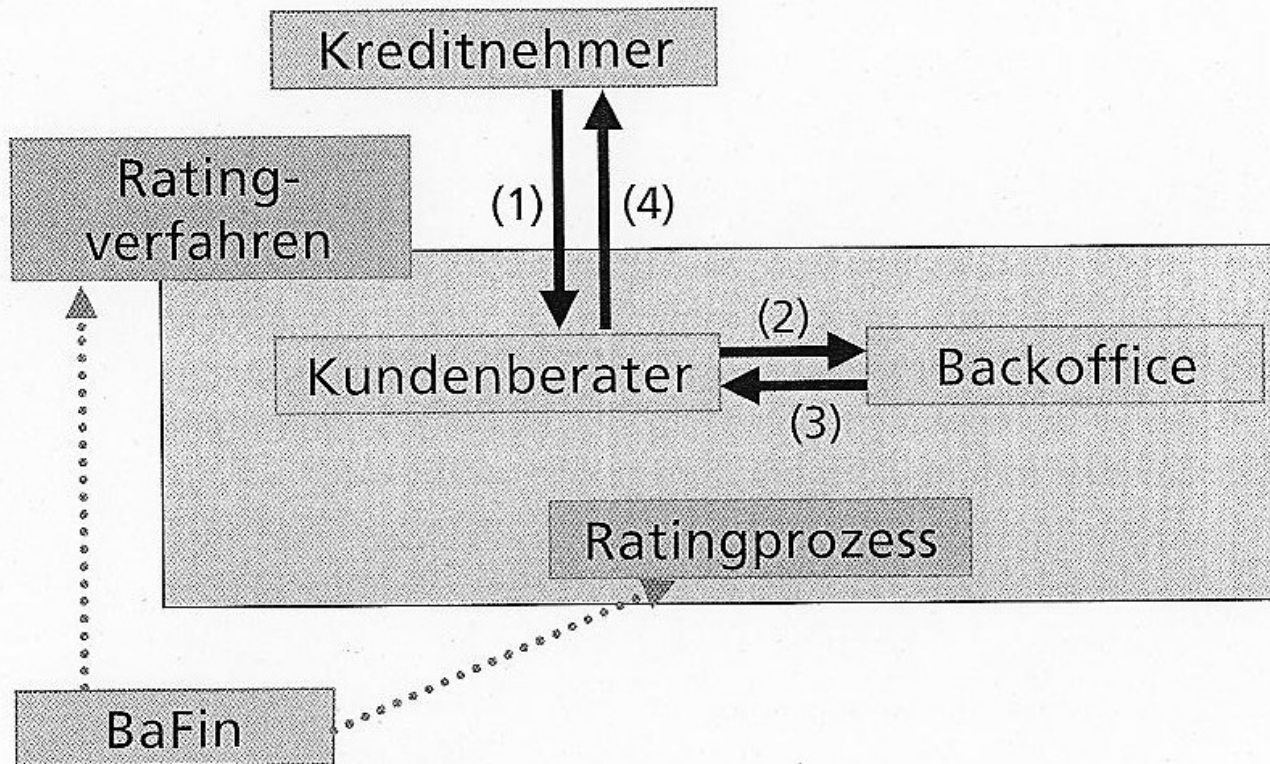 Kreditnehmer
Rating-
verfahren
(1)
(4)
(2)
Kundenberater
Backoffice
(3)
Ratingprozess
BaFin